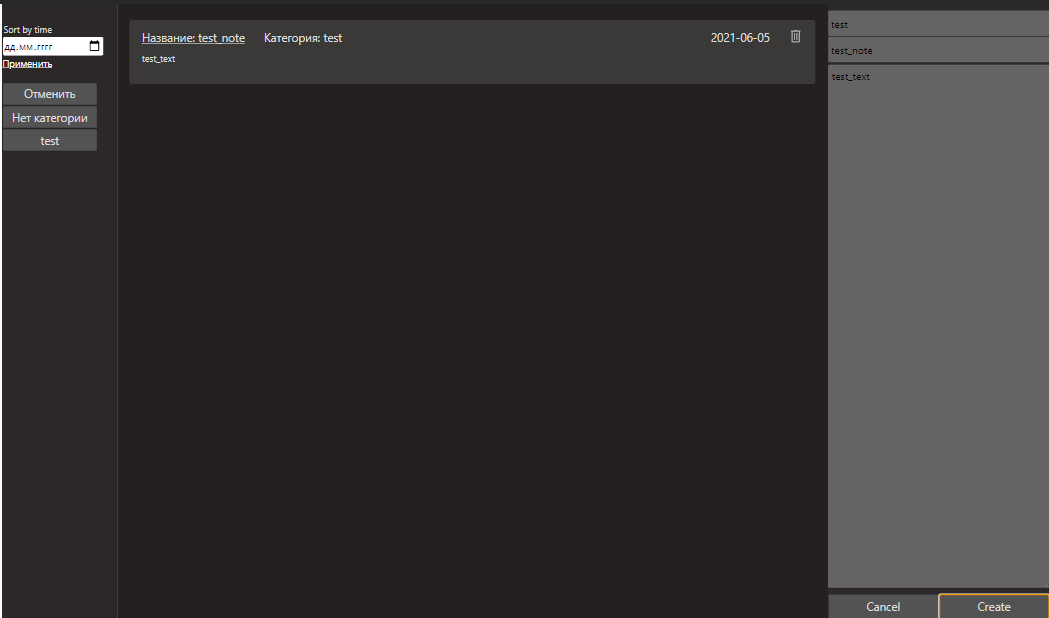 Sort by time
дд.мм.гггг
Применить
Отменить
Нет категории
test
Название: test_note Категория: test 2021-06-05
test_text
test
test_note
test_text
Cancel Create